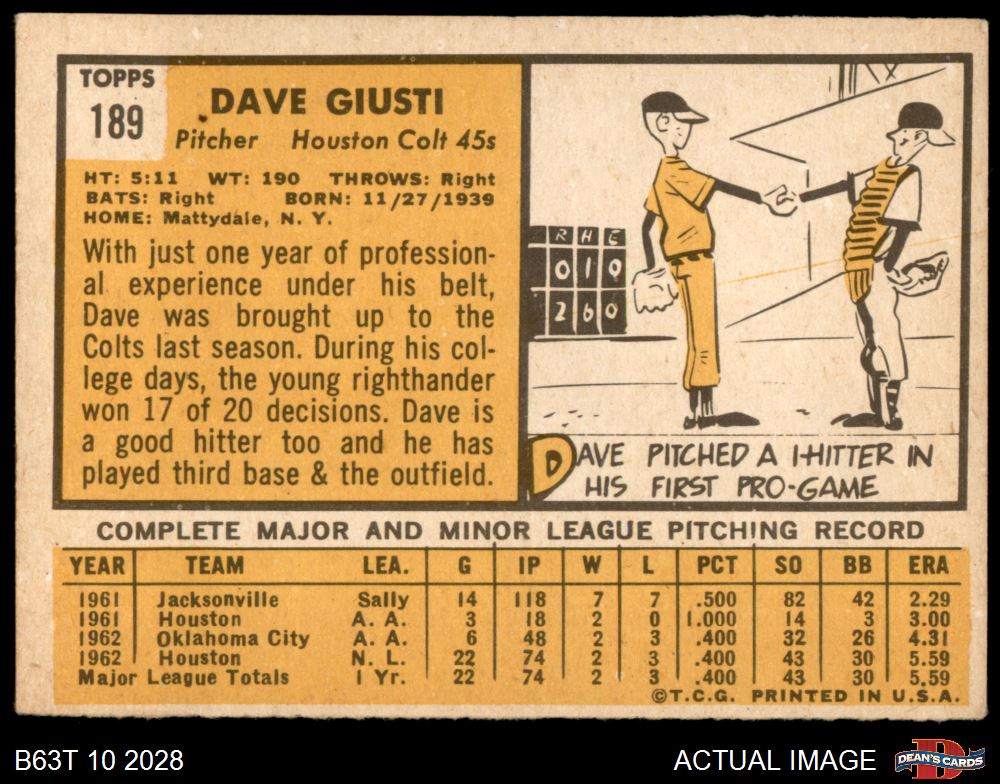 TOPPS
189
DAVE GIUSTI
Pitcher Houston Colt 45s
HT: 5:11 WT: 190 THROWS: Right
BATS: Right BORN: 11/27/1939
HOME: Mattydale, N. Y.
With just one year of profession-
al experience under his belt,
Dave was brought up to the
Colts last season. During his col-
lege days, the young righthander
won 17 of 20 decisions. Dave is
a good hitter too and he has
played third base & the outfield.
R H E
0 1 0
2 6 0
DAVE PITCHED A 1-HITTER IN
HIS FIRST PRO-GAME
COMPLETE MAJOR AND MINOR LEAGUE PITCHING RECORD
YEAR TEAM LEA. G IP W L PCT SO BB ERA
1961 Jacksonville Sally 14 118 7 7 .500 82 42 2.29
1961 Houston A. A. 3 18 2 0 1.000 14 3 3.00
1962 Oklahoma City A. A. 6 48 2 3 .400 32 26 4.31
1962 Houston N. L. 22 74 2 3 .400 43 30 5.59
Major League Totals 1 Yr. 22 74 2 3 .400 43 30 5.59
©T.C.G. PRINTED IN U.S.A.
B63T 10 2028 ACTUAL IMAGE DEAN'S CARDS